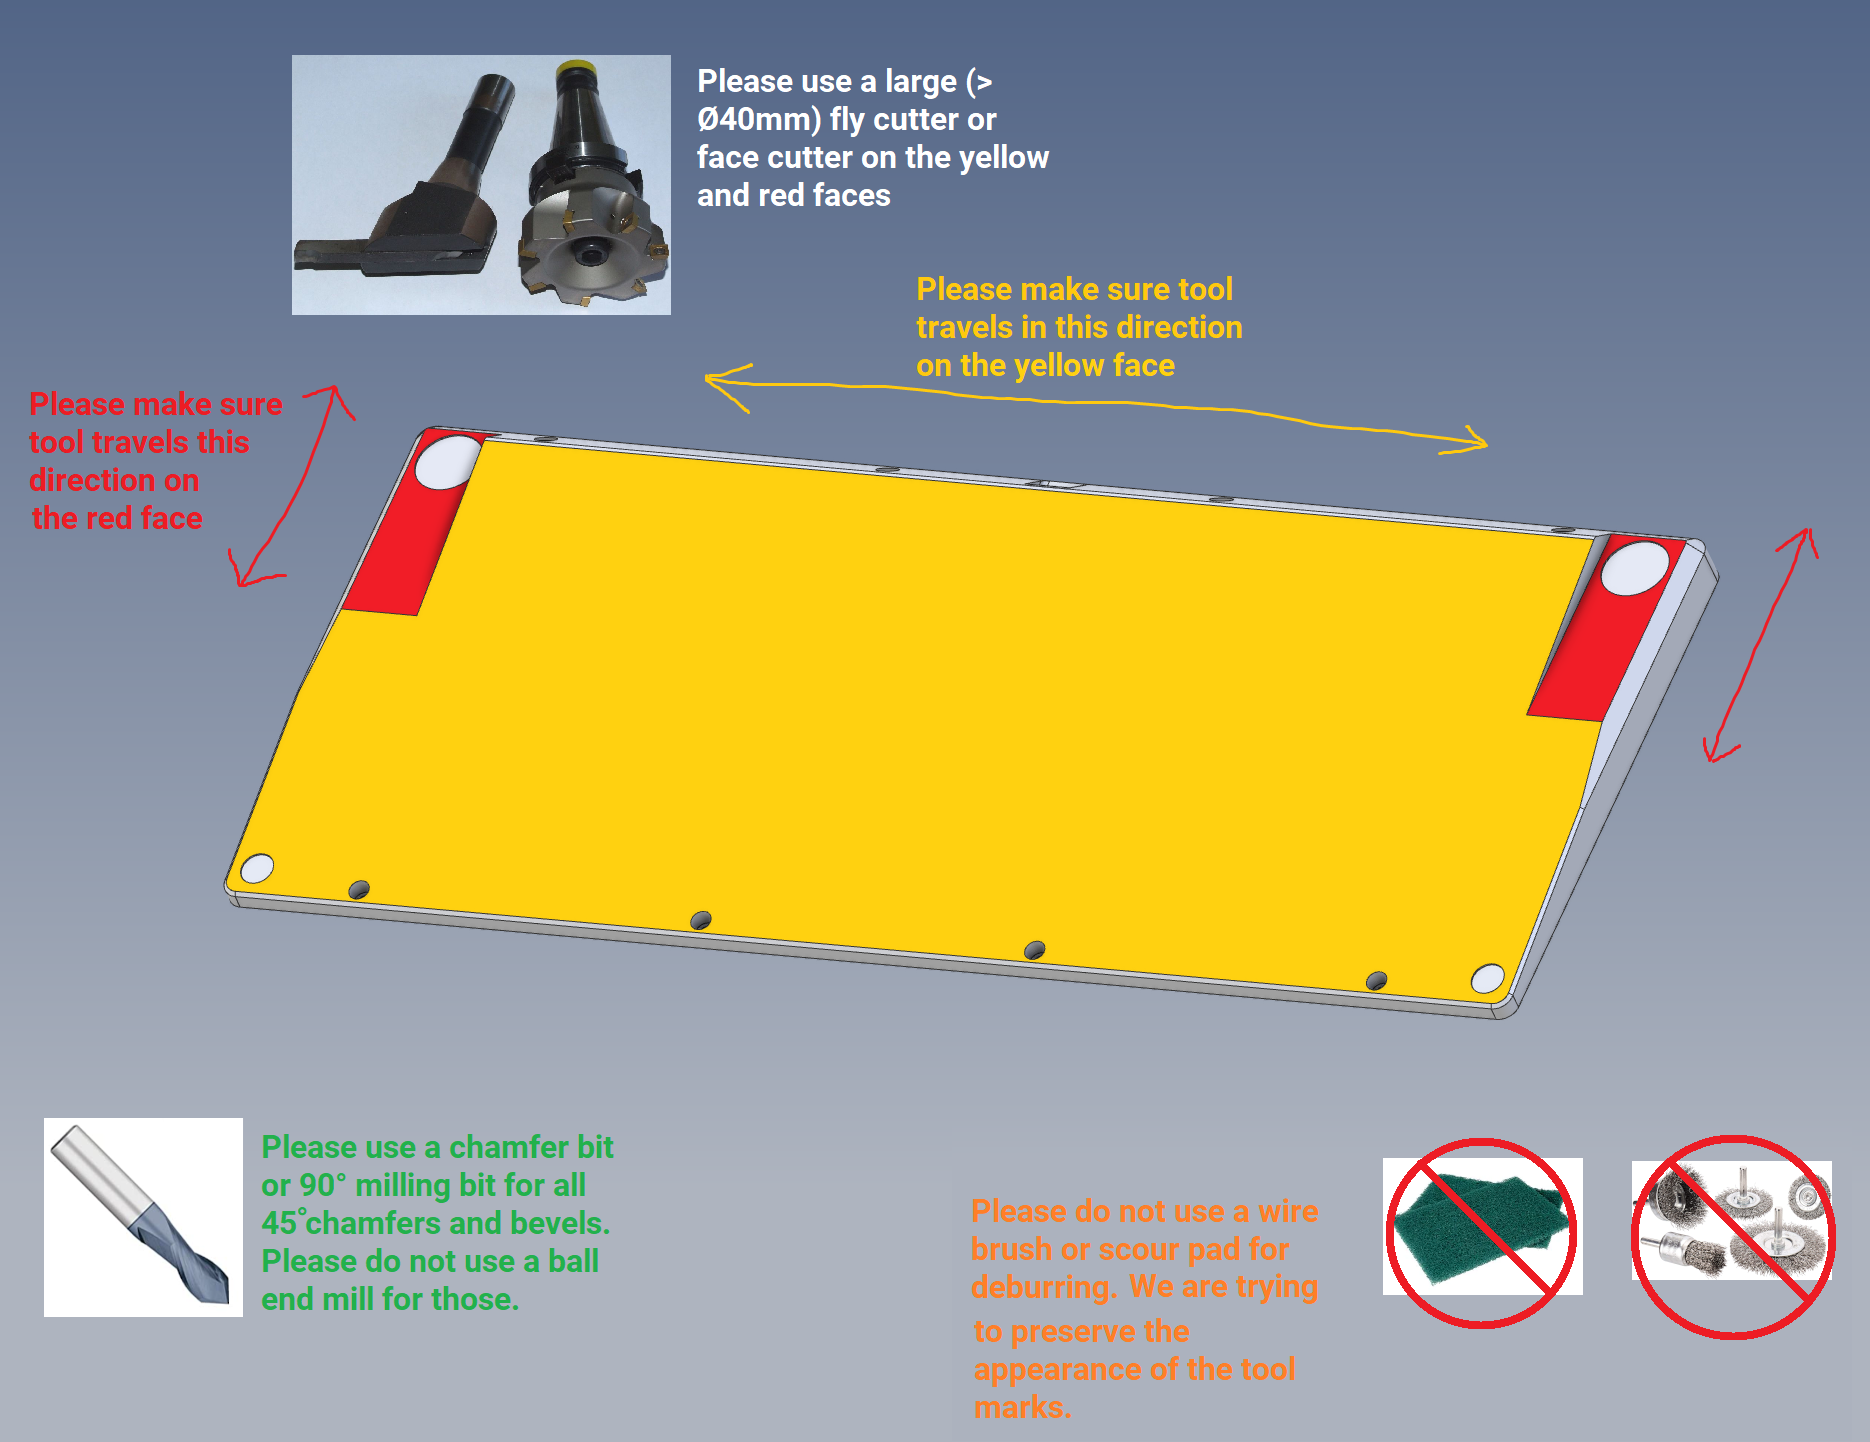 Please use a large (>
Ø40mm) fly cutter or
face cutter on the yellow
and red faces
Please make sure tool
travels in this direction
on the yellow face
Please make sure
tool travels this
direction on
the red face
Please use a chamfer bit
or 90° milling bit for all
45°chamfers and bevels.
Please do not use a ball
end mill for those.
Please do not use a wire
brush or scour pad for
deburring. We are trying
to preserve the
appearance of the tool
marks.